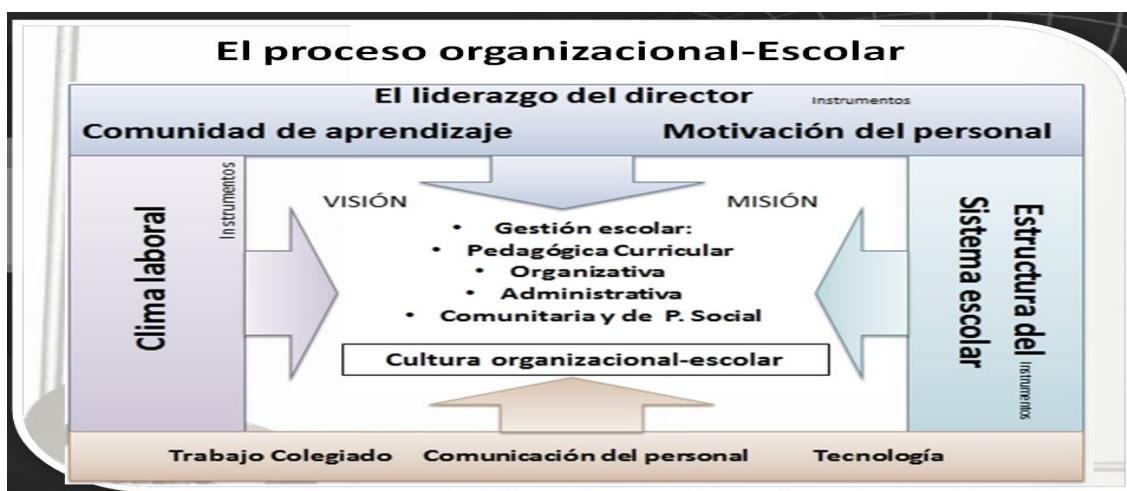 El proceso organizacional-Escolar
El liderazgo del director
Instrumentos
Comunidad de aprendizaje
Motivación del personal
Clima laboral
Instrumentos
VISIÓN
MISIÓN
• Gestión escolar:
• Pedagógica Curricular
• Organizativa
• Administrativa
• Comunitaria y de P. Social
Cultura organizacional-escolar
Estructura del
Sistema escolar
Instrumentos
Trabajo Colegiado
Comunicación del personal
Tecnología